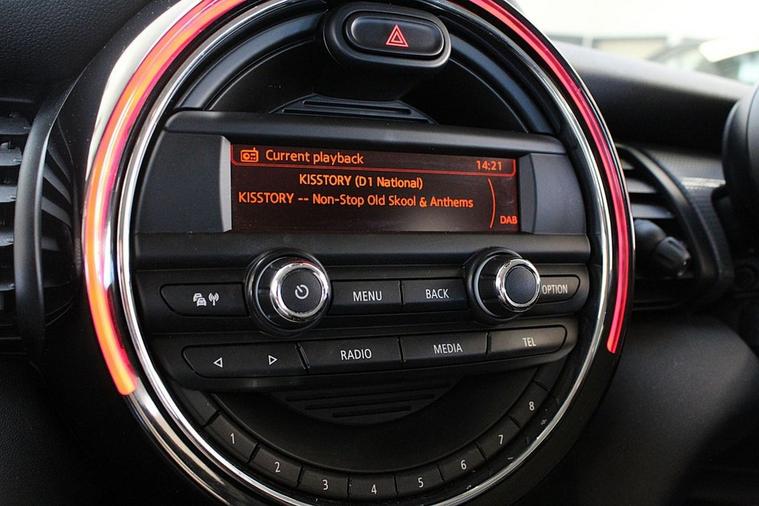 Current playback 14:21
KISSTORY (D1 National)
KISSTORY -- Non-Stop Old Skool & Anthems
DAB
MENU BACK OPTION
RADIO MEDIA TEL
1 2 3 4 5 6 7 8